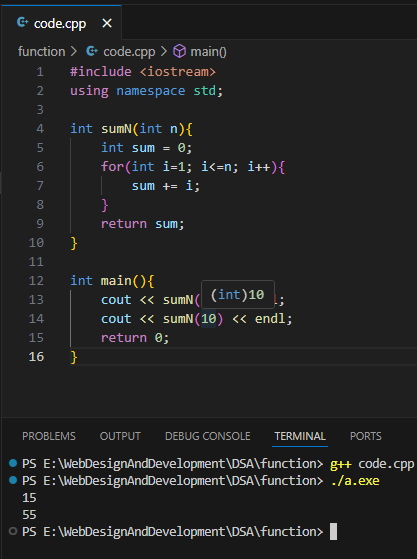 code.cpp
function > code.cpp > main()
1 #include <iostream>
2 using namespace std;
3
4 int sumN(int n){
5 int sum = 0;
6 for(int i=1; i<=n; i++){
7 sum += i;
8 }
9 return sum;
10 }
11
12 int main(){
(int)10
13 cout << sumN( l;
14 cout << sumN(10) << endl;
15 return 0;
16 }
PROBLEMS OUTPUT DEBUG CONSOLE TERMINAL PORTS
PS E:\WebDesignAndDevelopment\DSA\function> g++ code.cpp
PS E:\WebDesignAndDevelopment\DSA\function> ./a.exe
15
55
PS E:\WebDesignAndDevelopment\DSA\function>